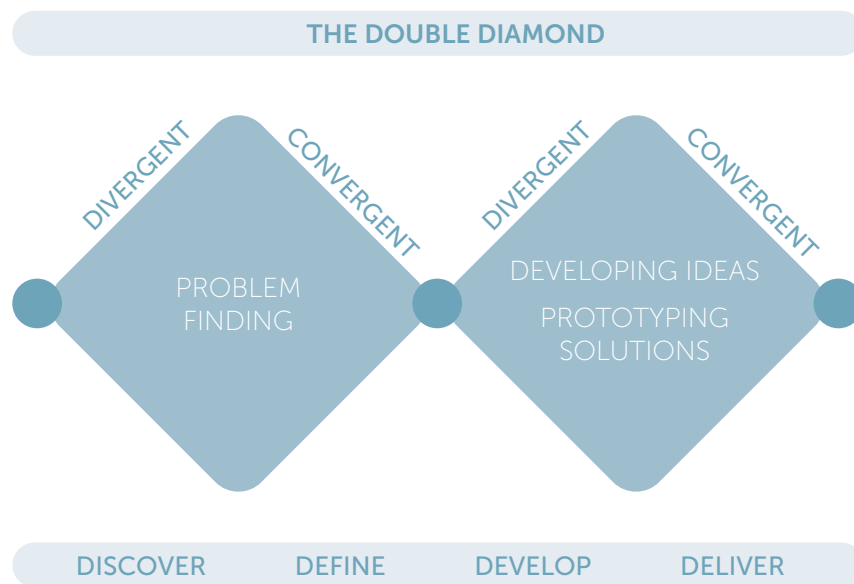 THE DOUBLE DIAMOND
DIVERGENT
CONVERGENT
DIVERGENT
CONVERGENT
PROBLEM
FINDING
DEVELOPING IDEAS
PROTOTYPING
SOLUTIONS
DISCOVER DEFINE DEVELOP DELIVER